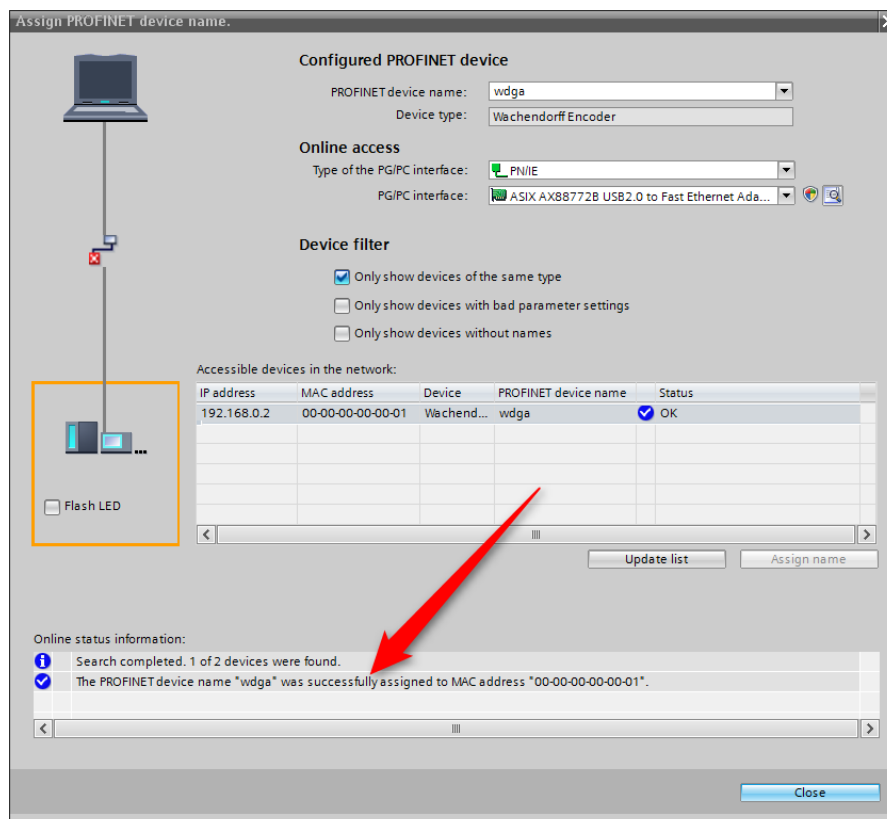 Assign PROFINET device name.
Configured PROFINET device
PROFINET device name: wdga
Device type: Wachendorff Encoder
Online access
Type of the PG/PC interface: PN/IE
PG/PC interface: ASIX AX88772B USB2.0 to Fast Ethernet Ada...
Device filter
Only show devices of the same type
Only show devices with bad parameter settings
Only show devices without names
Accessible devices in the network:
IP address MAC address Device PROFINET device name Status
192.168.0.2 00-00-00-00-00-01 Wachend... wdga OK
Flash LED
Update list Assign name
Online status information:
Search completed. 1 of 2 devices were found.
The PROFINET device name "wdga" was successfully assigned to MAC address "00-00-00-00-00-01".
Close